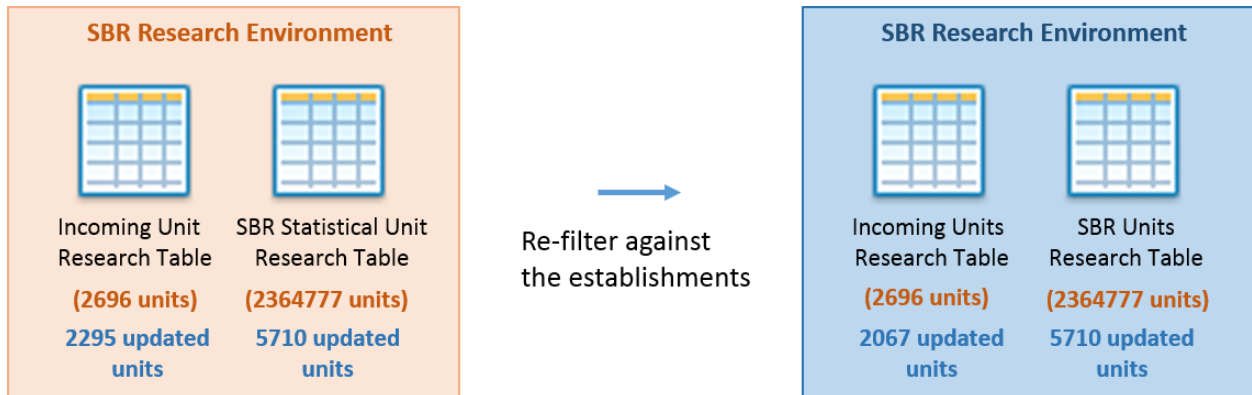 SBR Research Environment
Incoming Unit
Research Table
(2696 units)
2295 updated
units
SBR Statistical Unit
Research Table
(2364777 units)
5710 updated
units
Re-filter against
the establishments
SBR Research Environment
Incoming Units
Research Table
(2696 units)
2067 updated
units
SBR Units
Research Table
(2364777 units)
5710 updated
units